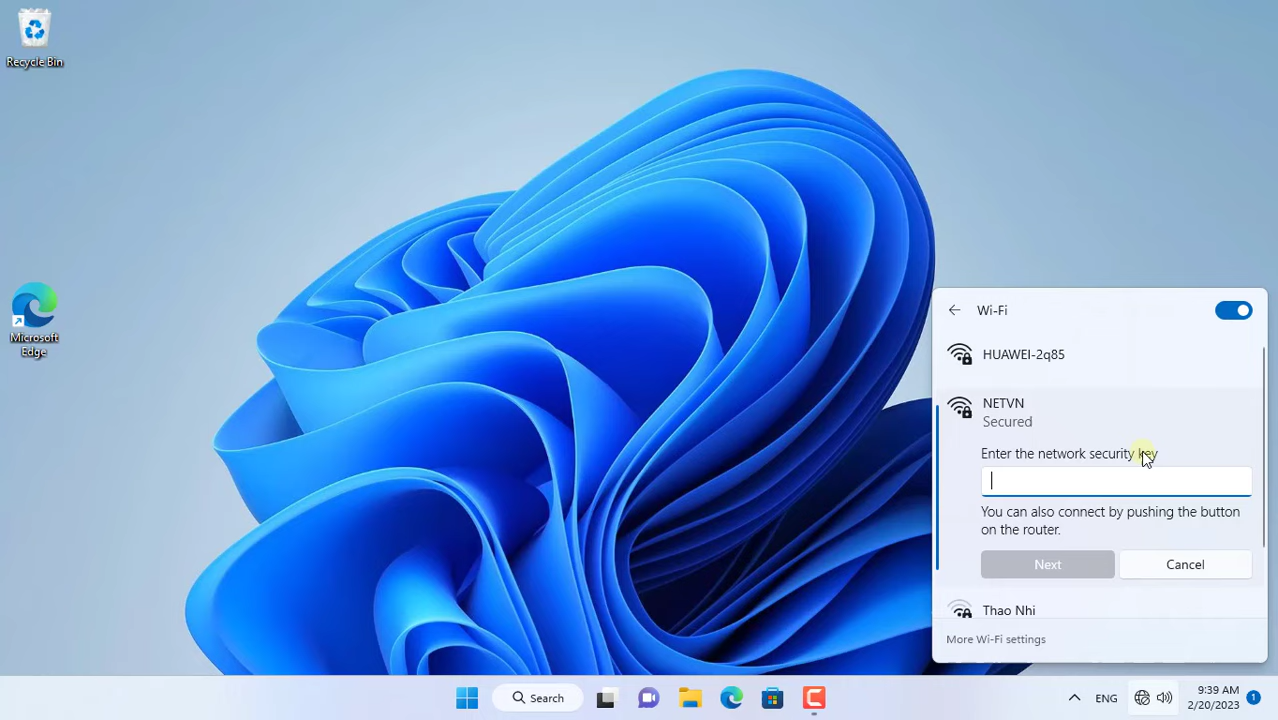 Recycle Bin
Microsoft
Edge
Wi-Fi
HUAWEI-2q85
NETVN
Secured
Enter the network security key
You can also connect by pushing the button
on the router.
Next
Cancel
Thao Nhi
More Wi-Fi settings
Search
ENG
9:39 AM
2/20/2023
1